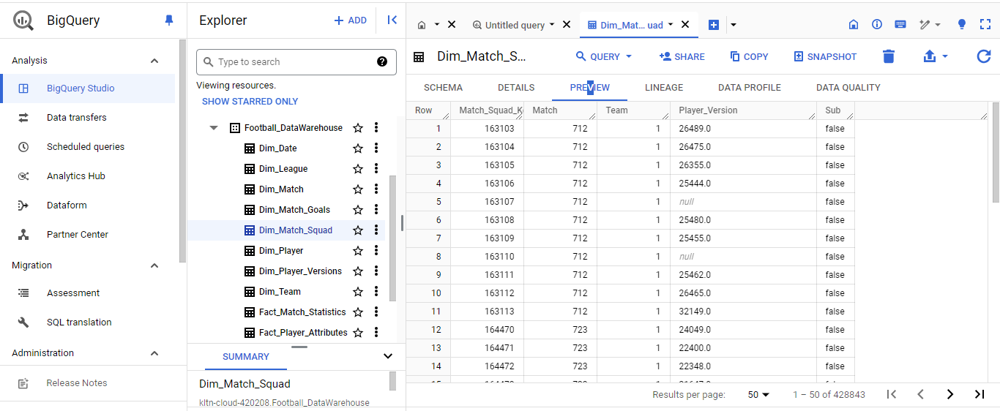 BigQuery
Analysis
BigQuery Studio
Data transfers
Scheduled queries
Analytics Hub
Dataform
Partner Center
Migration
Assessment
SQL translation
Administration
Release Notes
Explorer
ADD
Type to search
Viewing resources.
SHOW STARRED ONLY
Football_DataWarehouse
Dim_Date
Dim_League
Dim_Match
Dim_Match_Goals
Dim_Match_Squad
Dim_Player
Dim_Player_Versions
Dim_Team
Fact_Match_Statistics
Fact_Player_Attributes
SUMMARY
Dim_Match_Squad
kltn-cloud-420208.Football_DataWarehouse
Untitled query Dim_Mat... uad
Dim_Match_S... QUERY SHARE COPY SNAPSHOT
SCHEMA DETAILS PREVIEW LINEAGE DATA PROFILE DATA QUALITY
Row Match_Squad_K Match Team Player_Version Sub
1 163103 712 1 26489.0 false
2 163104 712 1 26475.0 false
3 163105 712 1 26355.0 false
4 163106 712 1 25444.0 false
5 163107 712 1 null false
6 163108 712 1 25480.0 false
7 163109 712 1 25455.0 false
8 163110 712 1 null false
9 163111 712 1 25462.0 false
10 163112 712 1 26465.0 false
11 163113 712 1 32149.0 false
12 164470 723 1 24049.0 false
13 164471 723 1 22400.0 false
14 164472 723 1 22348.0 false
Results per page: 50 1 – 50 of 428843